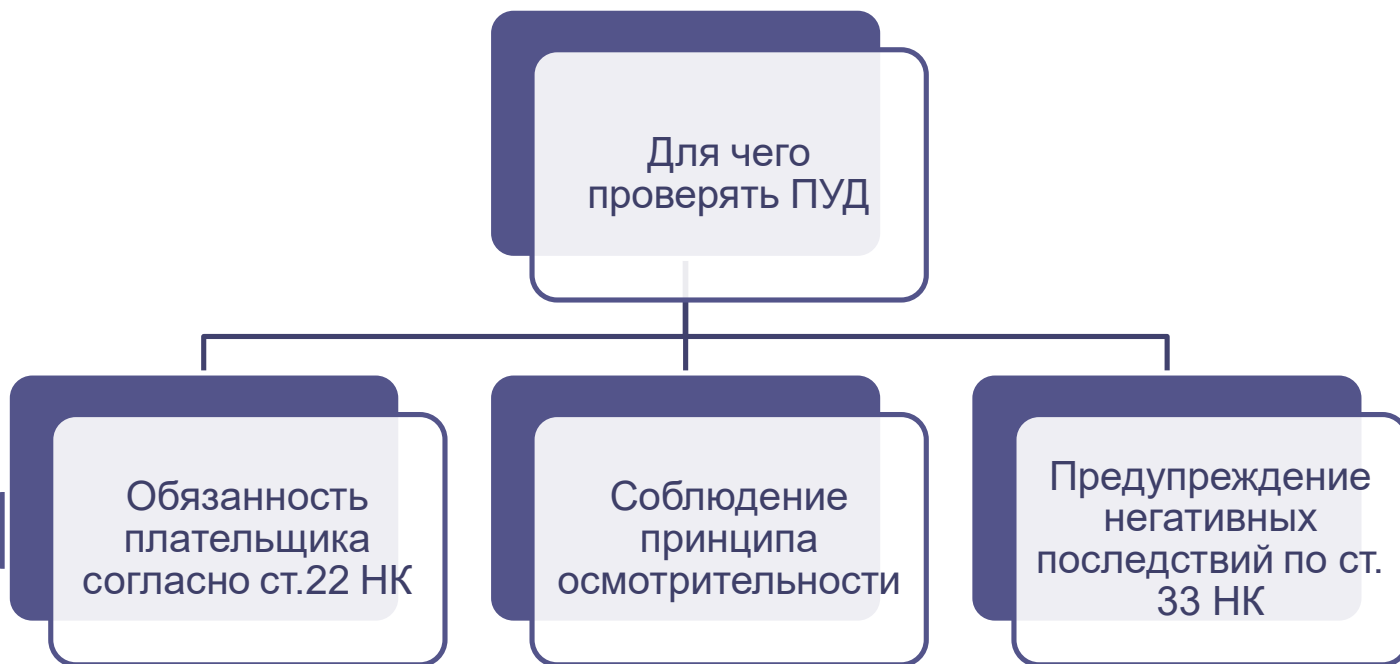 Для чего
проверять ПУД
Обязанность
плательщика
согласно ст.22 НК
Соблюдение
принципа
осмотрительности
Предупреждение
негативных
последствий по ст.
33 НК